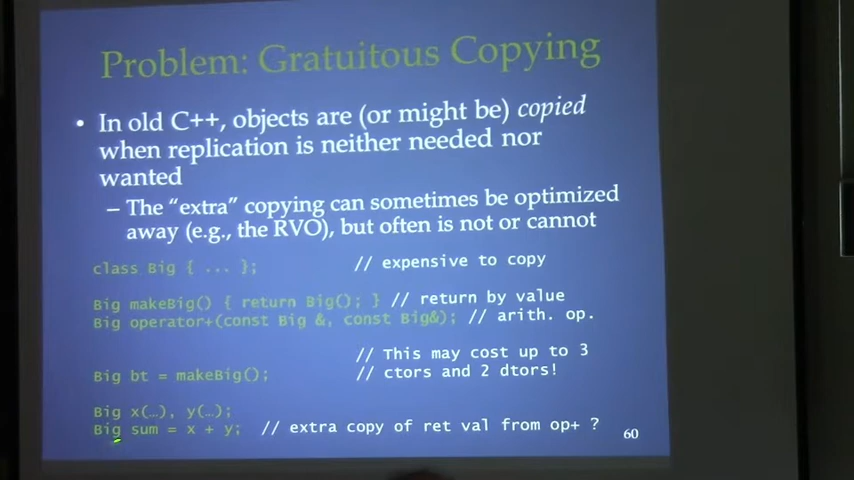 Problem: Gratuitous Copying
• In old C++, objects are (or might be) copied
when replication is neither needed nor
wanted
– The “extra” copying can sometimes be optimized
away (e.g., the RVO), but often is not or cannot
class Big { ... }; // expensive to copy
Big makeBig() { return Big(); } // return by value
Big operator+(const Big &, const Big&); // arith. op.
// This may cost up to 3
Big bt = makeBig(); // ctors and 2 dtors!
Big x(…), y(…);
Big sum = x + y; // extra copy of ret val from op+ ?
60